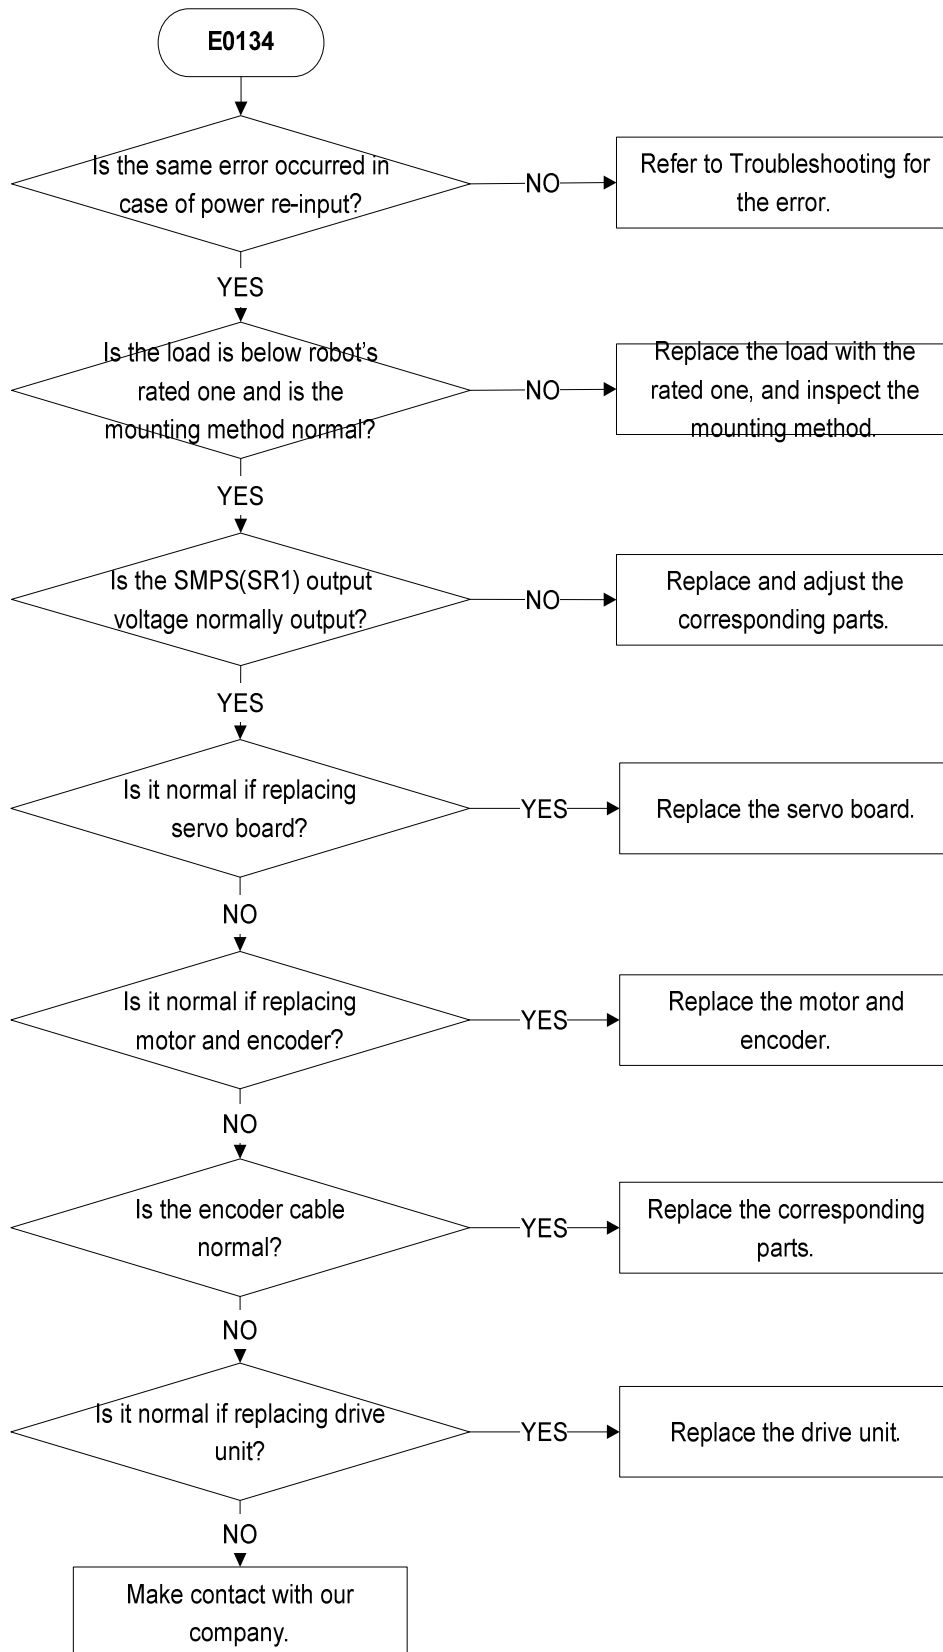 E0134
Is the same error occurred in
case of power re-input?
NO
Refer to Troubleshooting for
the error.
YES
Is the load is below robot's
rated one and is the
mounting method normal?
NO
Replace the load with the
rated one, and inspect the
mounting method.
YES
Is the SMPS(SR1) output
voltage normally output?
NO
Replace and adjust the
corresponding parts.
YES
Is it normal if replacing
servo board?
YES
Replace the servo board.
NO
Is it normal if replacing
motor and encoder?
YES
Replace the motor and
encoder.
NO
Is the encoder cable
normal?
YES
Replace the corresponding
parts.
NO
Is it normal if replacing drive
unit?
YES
Replace the drive unit.
NO
Make contact with our
company.